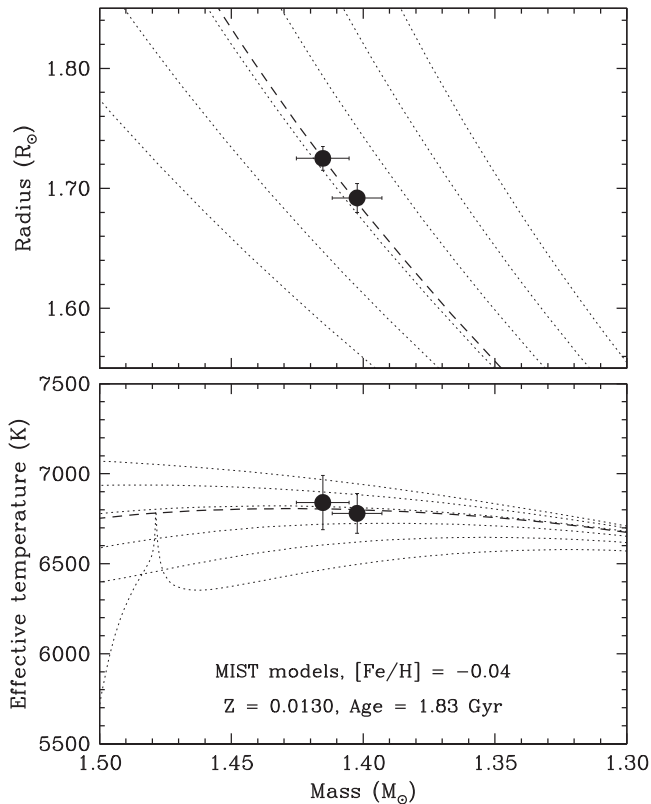 1.80
1.70
1.60
Radius (R⊙)
7500
7000
6500
6000
5500
Effective temperature (K)
MIST models, [Fe/H] = −0.04
Z = 0.0130, Age = 1.83 Gyr
1.50 1.45 1.40 1.35 1.30
Mass (M⊙)